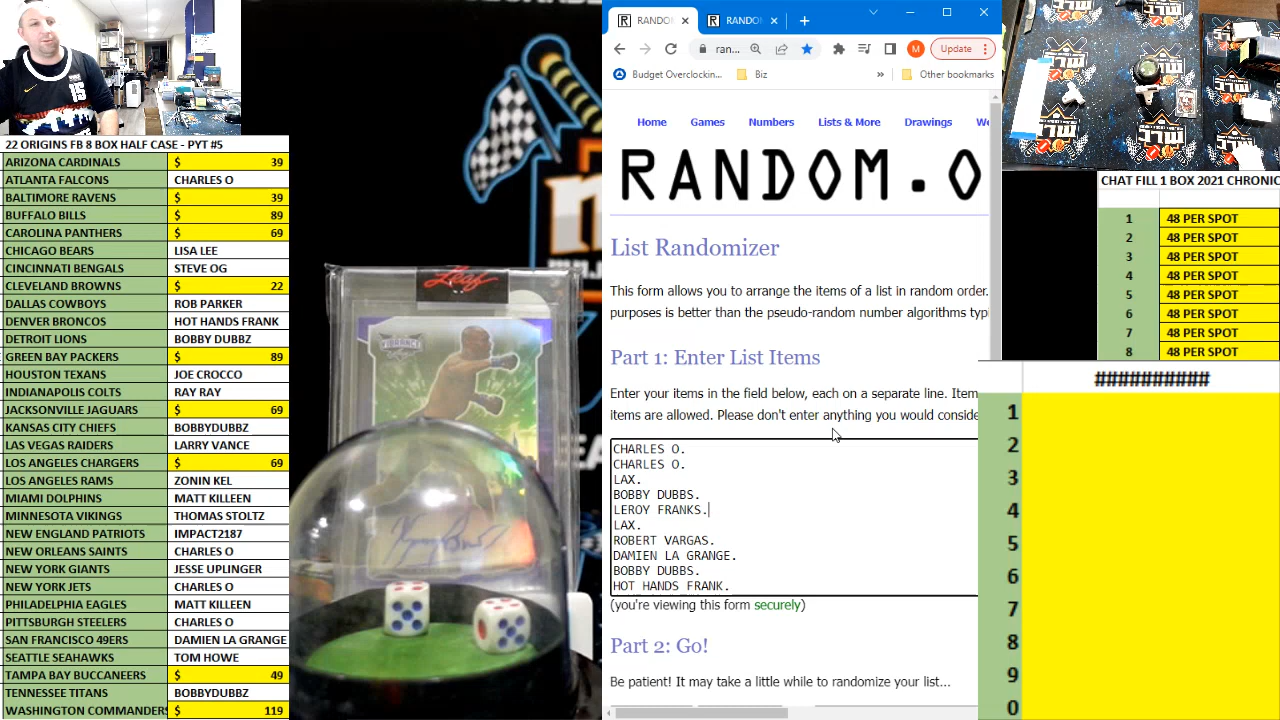 22 ORIGINS FB 8 BOX HALF CASE - PYT #5
ARIZONA CARDINALS $ 39
ATLANTA FALCONS CHARLES O
BALTIMORE RAVENS $ 39
BUFFALO BILLS $ 89
CAROLINA PANTHERS $ 69
CHICAGO BEARS LISA LEE
CINCINNATI BENGALS STEVE OG
CLEVELAND BROWNS $ 22
DALLAS COWBOYS ROB PARKER
DENVER BRONCOS HOT HANDS FRANK
DETROIT LIONS BOBBY DUBBZ
GREEN BAY PACKERS $ 89
HOUSTON TEXANS JOE CROCCO
INDIANAPOLIS COLTS RAY RAY
JACKSONVILLE JAGUARS $ 69
KANSAS CITY CHIEFS BOBBYDUBBZ
LAS VEGAS RAIDERS LARRY VANCE
LOS ANGELES CHARGERS $ 69
LOS ANGELES RAMS ZONIN KEL
MIAMI DOLPHINS MATT KILLEEN
MINNESOTA VIKINGS THOMAS STOLTZ
NEW ENGLAND PATRIOTS IMPACT2187
NEW ORLEANS SAINTS CHARLES O
NEW YORK GIANTS JESSE UPLINGER
NEW YORK JETS CHARLES O
PHILADELPHIA EAGLES MATT KILLEEN
PITTSBURGH STEELERS CHARLES O
SAN FRANCISCO 49ERS DAMIEN LA GRANGE
SEATTLE SEAHAWKS TOM HOWE
TAMPA BAY BUCCANEERS $ 49
TENNESSEE TITANS BOBBYDUBBZ
WASHINGTON COMMANDERS $ 119
15
Leaf
VIBRANCE
RANDO
RANDO
ran...
M
Update
Budget Overclockin...
Biz
»
Other bookmarks
Home Games Numbers Lists & More Drawings We
RANDOM.O
List Randomizer
This form allows you to arrange the items of a list in random order.
purposes is better than the pseudo-random number algorithms typi
Part 1: Enter List Items
Enter your items in the field below, each on a separate line. Item
items are allowed. Please don't enter anything you would conside
CHARLES O.
CHARLES O.
LAX.
BOBBY DUBBS.
LEROY FRANKS.
LAX.
ROBERT VARGAS.
DAMIEN LA GRANGE.
BOBBY DUBBS.
HOT HANDS FRANK.
(you're viewing this form securely)
Part 2: Go!
Be patient! It may take a little while to randomize your list...
CHAT FILL 1 BOX 2021 CHRONIC
1 48 PER SPOT
2 48 PER SPOT
3 48 PER SPOT
4 48 PER SPOT
5 48 PER SPOT
6 48 PER SPOT
7 48 PER SPOT
8 48 PER SPOT
##########
1
2
3
4
5
6
7
8
9
0